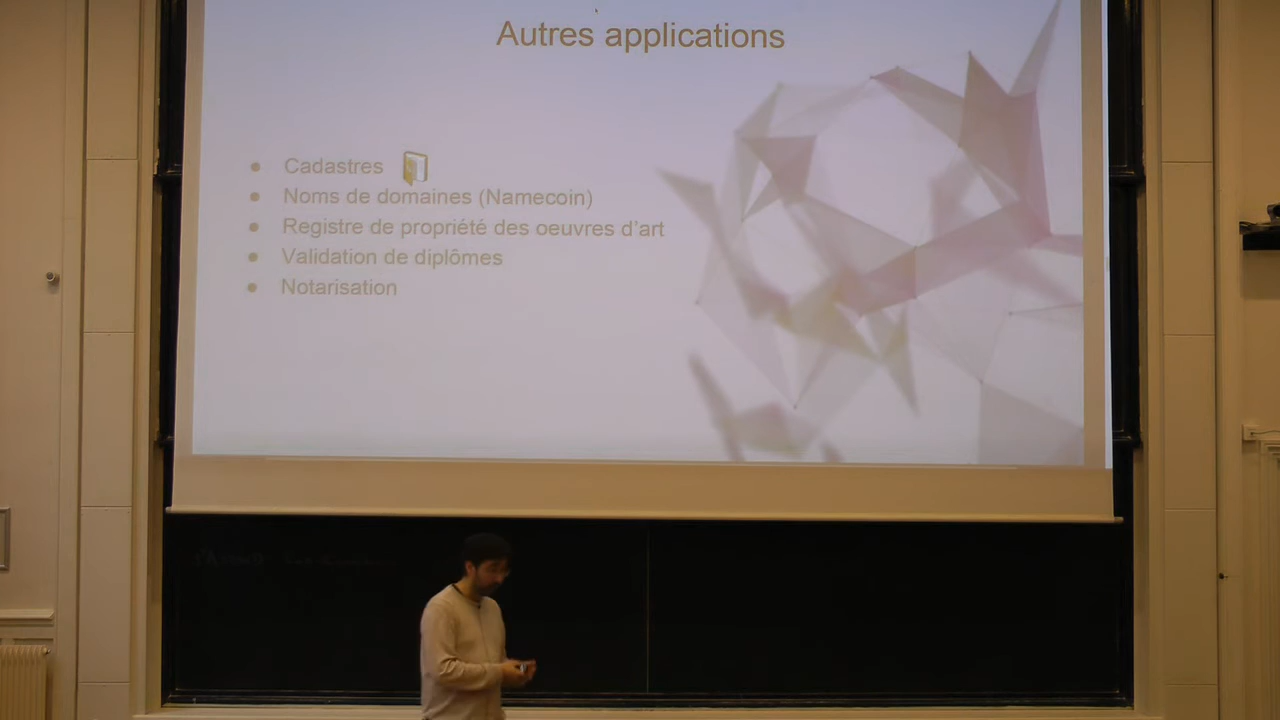 Autres applications
● Cadastres
● Noms de domaines (Namecoin)
● Registre de propriété des oeuvres d'art
● Validation de diplômes
● Notarisation